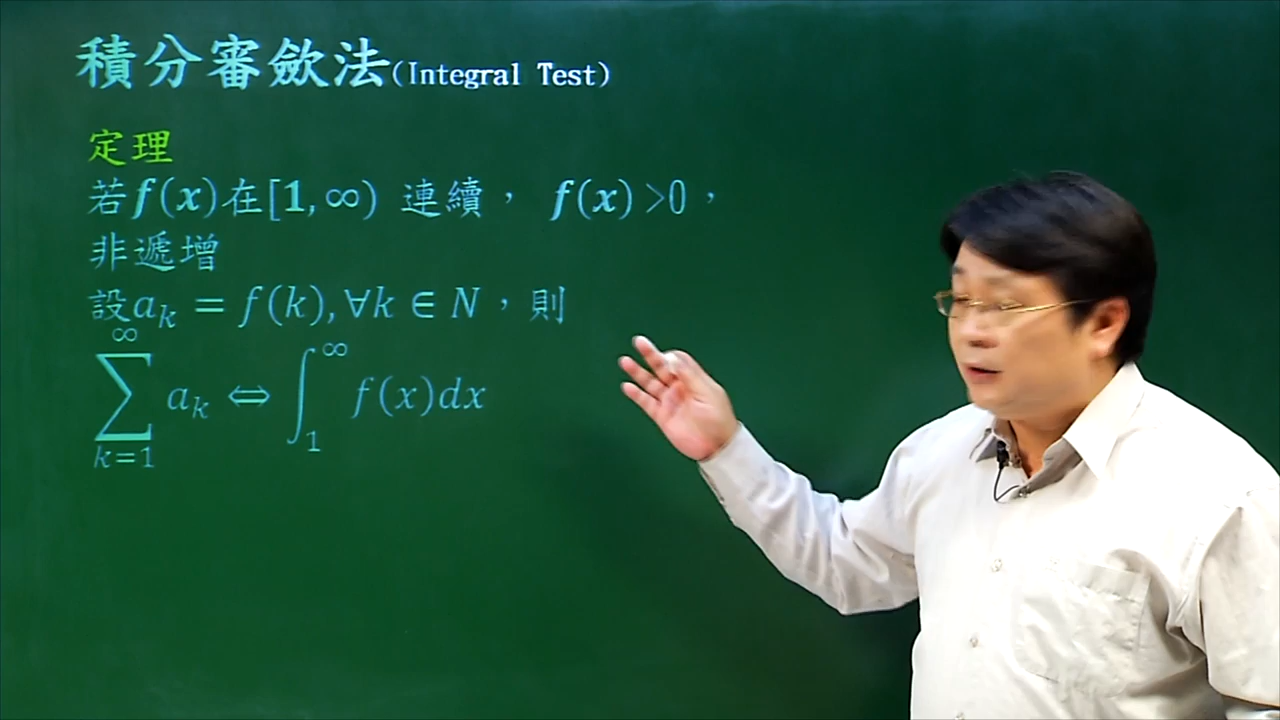 積分審斂法(Integral Test)
定理
若f(x)在[1,∞) 連續， f(x)>0，
非遞增
設a_k = f(k),∀k ∈ N，則
∑_{k=1}^{∞} a_k ⇔ ∫_1^∞ f(x)dx